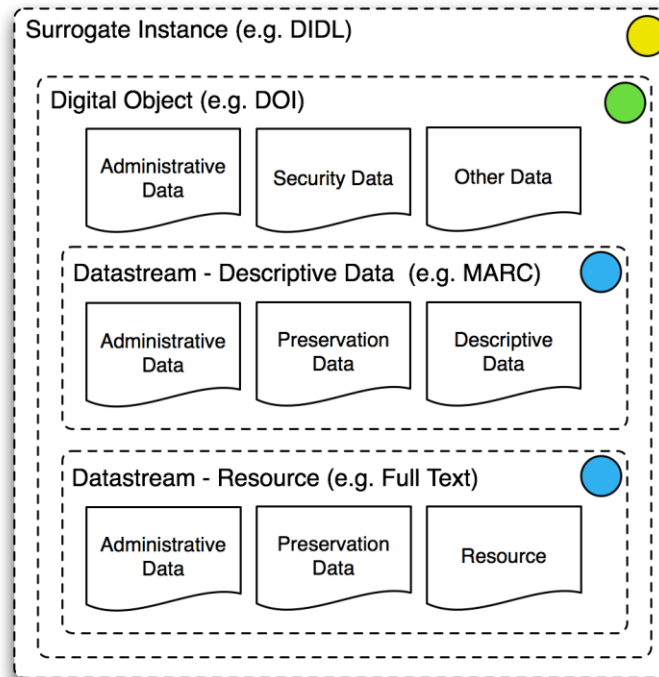 Surrogate Instance (e.g. DIDL)
Digital Object (e.g. DOI)
Administrative
Data
Security Data
Other Data
Datastream - Descriptive Data (e.g. MARC)
Administrative
Data
Preservation
Data
Descriptive
Data
Datastream - Resource (e.g. Full Text)
Administrative
Data
Preservation
Data
Resource